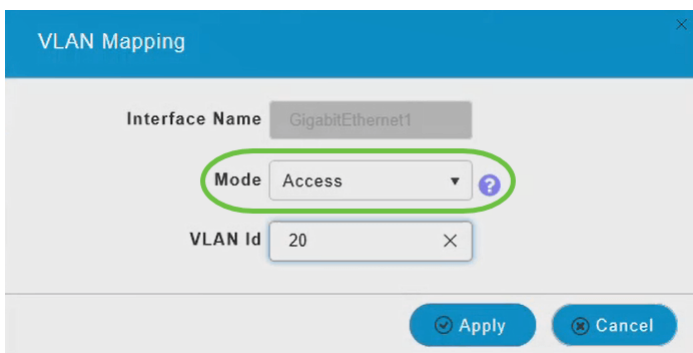 VLAN Mapping
Interface Name GigabitEthernet1
Mode Access ?
VLAN Id 20
Apply Cancel